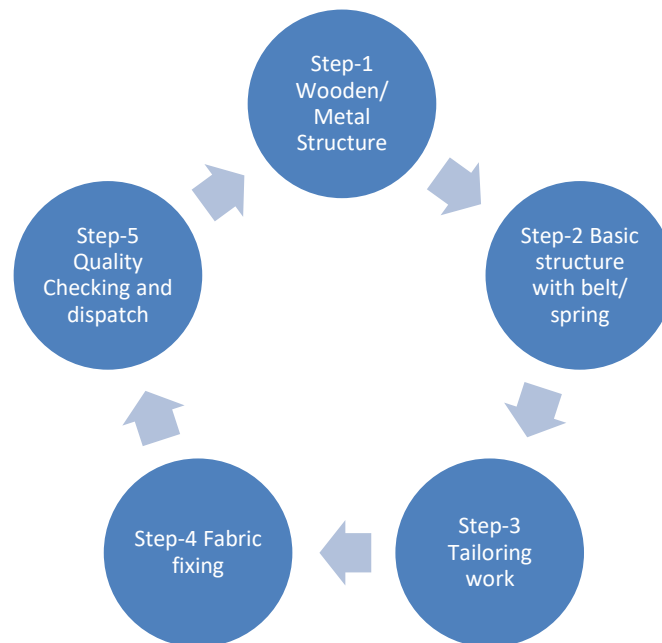 Step-1
Wooden/
Metal
Structure
Step-2 Basic
structure
with belt/
spring
Step-3
Tailoring
work
Step-4 Fabric
fixing
Step-5
Quality
Checking and
dispatch